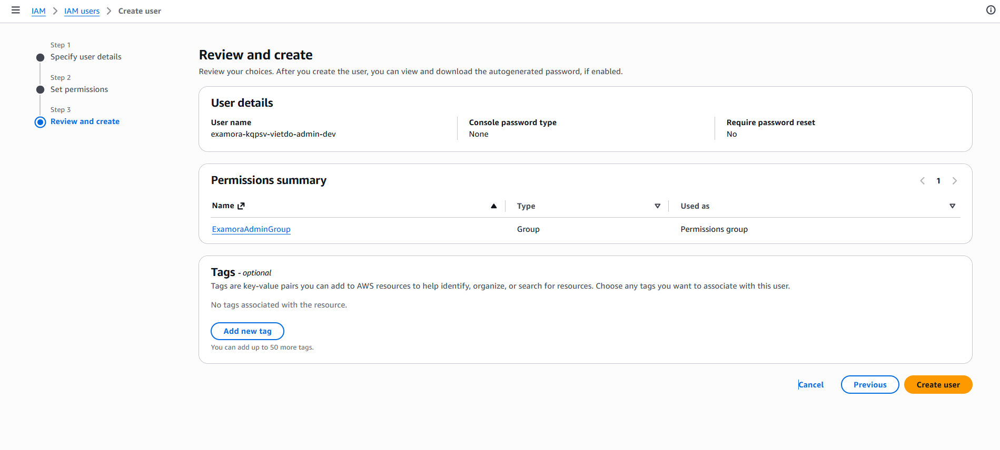 IAM > IAM users > Create user
Step 1
Specify user details
Step 2
Set permissions
Step 3
Review and create
Review and create
Review your choices. After you create the user, you can view and download the autogenerated password, if enabled.
User details
User name
examora-kqpsv-vietdo-admin-dev
Console password type
None
Require password reset
No
Permissions summary
1
Name Type Used as
ExamoraAdminGroup Group Permissions group
Tags - optional
Tags are key-value pairs you can add to AWS resources to help identify, organize, or search for resources. Choose any tags you want to associate with this user.
No tags associated with the resource.
Add new tag
You can add up to 50 more tags.
Cancel Previous Create user